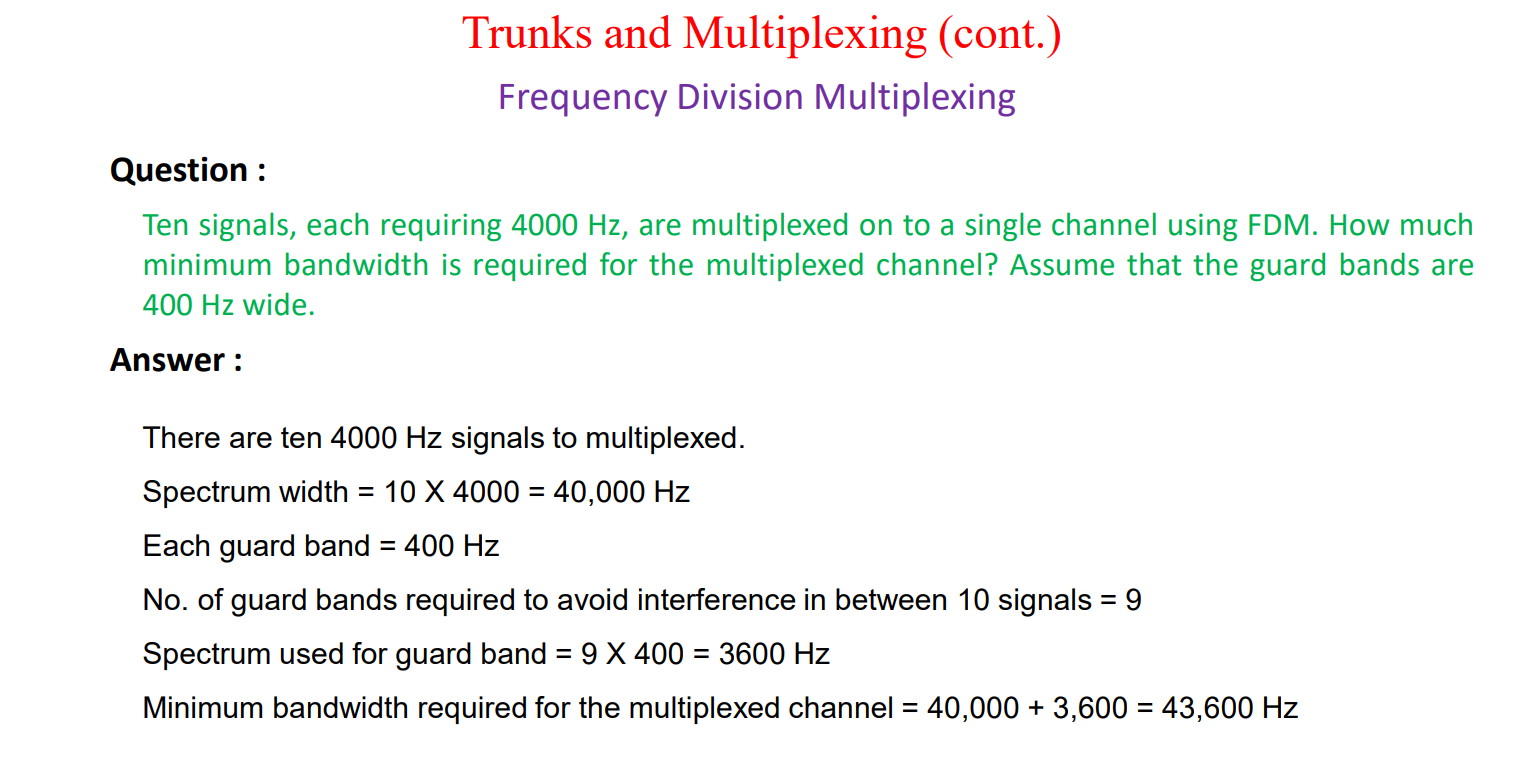 Trunks and Multiplexing (cont.)
Frequency Division Multiplexing
Question :
Ten signals, each requiring 4000 Hz, are multiplexed on to a single channel using FDM. How much
minimum bandwidth is required for the multiplexed channel? Assume that the guard bands are
400 Hz wide.
Answer :
There are ten 4000 Hz signals to multiplexed.
Spectrum width = 10 X 4000 = 40,000 Hz
Each guard band = 400 Hz
No. of guard bands required to avoid interference in between 10 signals = 9
Spectrum used for guard band = 9 X 400 = 3600 Hz
Minimum bandwidth required for the multiplexed channel = 40,000 + 3,600 = 43,600 Hz